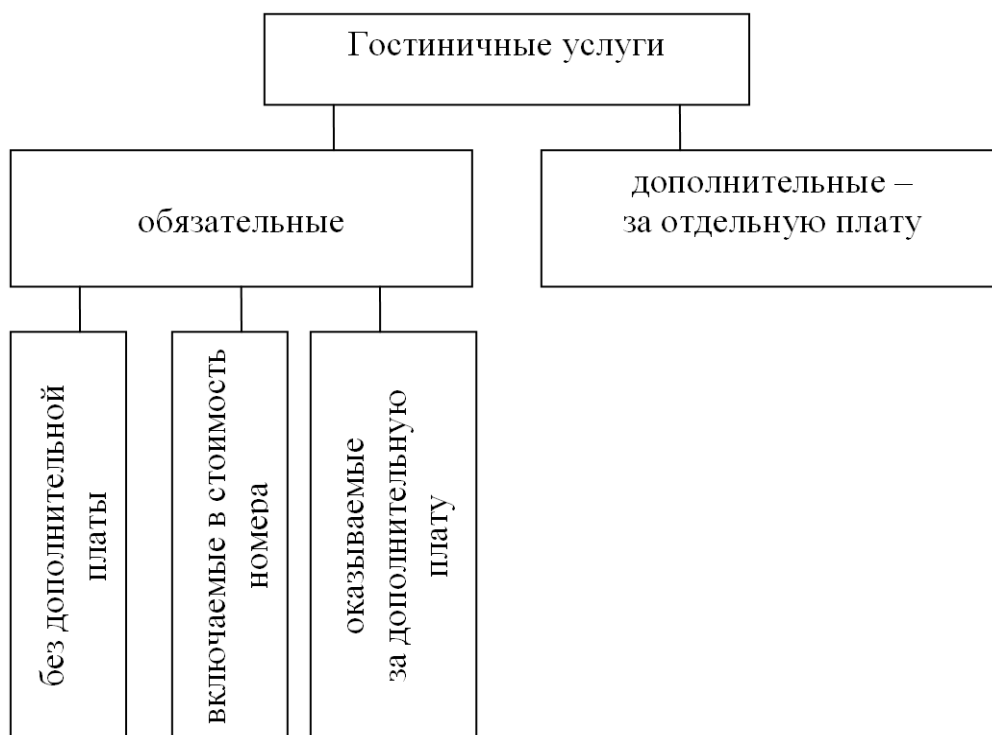 Гостиничные услуги
обязательные
дополнительные –
за отдельную плату
без дополнительной
платы
включаемые в стоимость
номера
оказываемые
за дополнительную
плату